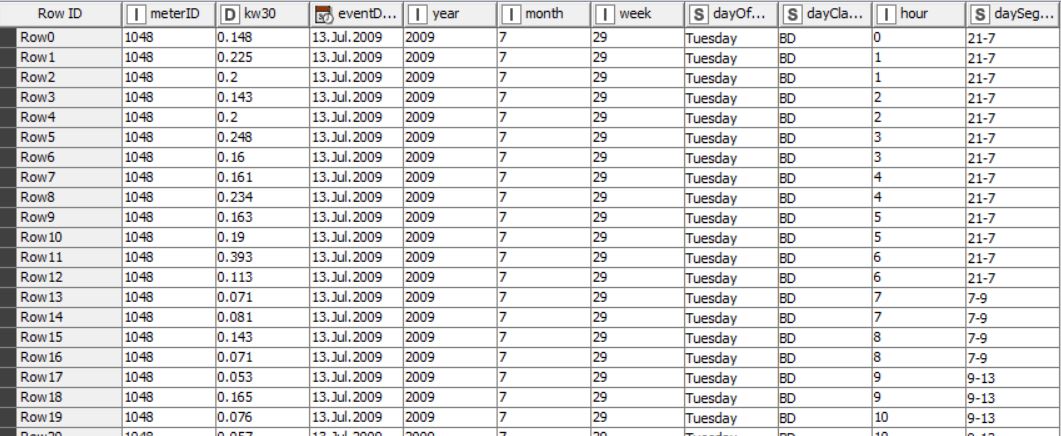 Row ID I meterID D kw30 eventD... I year I month I week S dayOf... S dayCla... I hour S daySeg...
Row0 1048 0.148 13.Jul.2009 2009 7 29 Tuesday BD 0 21-7
Row1 1048 0.225 13.Jul.2009 2009 7 29 Tuesday BD 1 21-7
Row2 1048 0.2 13.Jul.2009 2009 7 29 Tuesday BD 1 21-7
Row3 1048 0.143 13.Jul.2009 2009 7 29 Tuesday BD 2 21-7
Row4 1048 0.2 13.Jul.2009 2009 7 29 Tuesday BD 2 21-7
Row5 1048 0.248 13.Jul.2009 2009 7 29 Tuesday BD 3 21-7
Row6 1048 0.16 13.Jul.2009 2009 7 29 Tuesday BD 3 21-7
Row7 1048 0.161 13.Jul.2009 2009 7 29 Tuesday BD 4 21-7
Row8 1048 0.234 13.Jul.2009 2009 7 29 Tuesday BD 4 21-7
Row9 1048 0.163 13.Jul.2009 2009 7 29 Tuesday BD 5 21-7
Row10 1048 0.19 13.Jul.2009 2009 7 29 Tuesday BD 5 21-7
Row11 1048 0.393 13.Jul.2009 2009 7 29 Tuesday BD 6 21-7
Row12 1048 0.113 13.Jul.2009 2009 7 29 Tuesday BD 6 21-7
Row13 1048 0.071 13.Jul.2009 2009 7 29 Tuesday BD 7 7-9
Row14 1048 0.081 13.Jul.2009 2009 7 29 Tuesday BD 7 7-9
Row15 1048 0.143 13.Jul.2009 2009 7 29 Tuesday BD 8 7-9
Row16 1048 0.071 13.Jul.2009 2009 7 29 Tuesday BD 8 7-9
Row17 1048 0.053 13.Jul.2009 2009 7 29 Tuesday BD 9 9-13
Row18 1048 0.165 13.Jul.2009 2009 7 29 Tuesday BD 9 9-13
Row19 1048 0.076 13.Jul.2009 2009 7 29 Tuesday BD 10 9-13